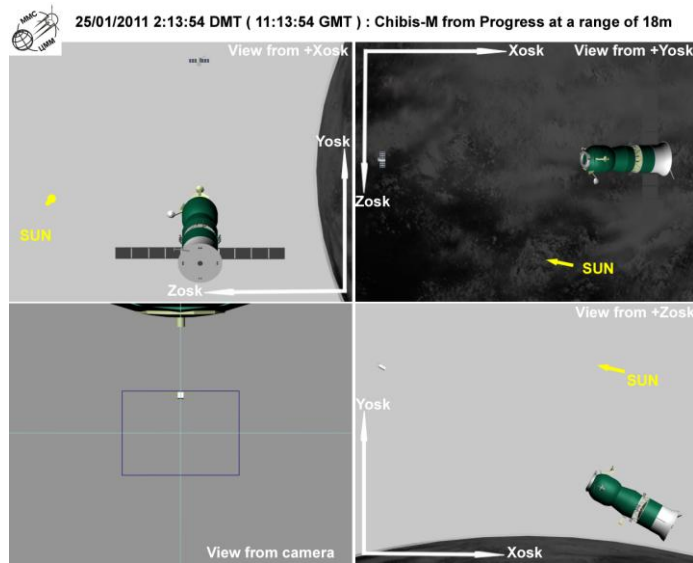 MMC
ЦММ
25/01/2011 2:13:54 DMT ( 11:13:54 GMT ) : Chibis-M from Progress at a range of 18m
View from +Xosk
Yosk
SUN
Zosk
Xosk
View from +Yosk
Zosk
SUN
View from camera
View from +Zosk
SUN
Yosk
Xosk